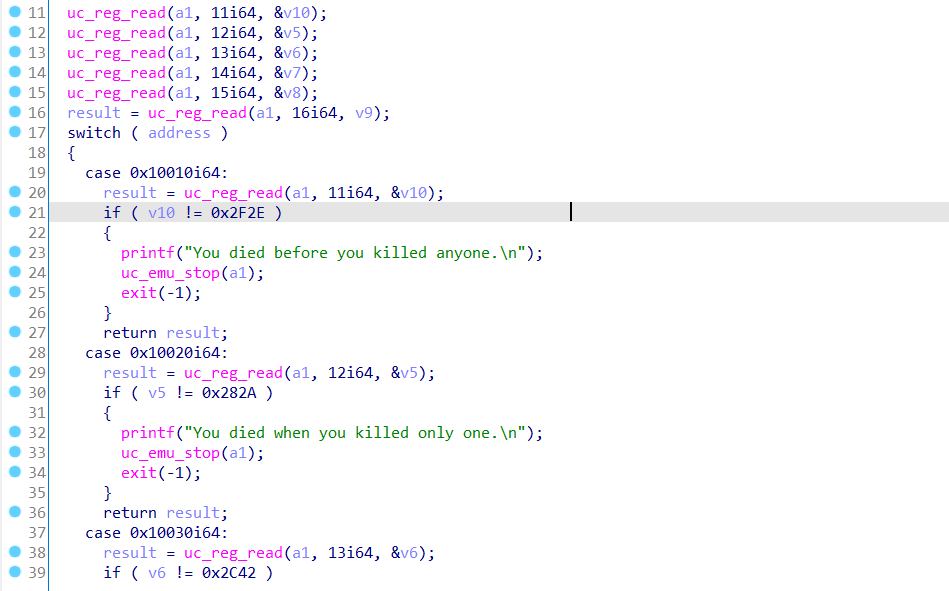 11 uc_reg_read(a1, 11i64, &v10);
12 uc_reg_read(a1, 12i64, &v5);
13 uc_reg_read(a1, 13i64, &v6);
14 uc_reg_read(a1, 14i64, &v7);
15 uc_reg_read(a1, 15i64, &v8);
16 result = uc_reg_read(a1, 16i64, v9);
17 switch ( address )
18 {
19 case 0x10010i64:
20 result = uc_reg_read(a1, 11i64, &v10);
21 if ( v10 != 0x2F2E )
22 {
23 printf("You died before you killed anyone.\n");
24 uc_emu_stop(a1);
25 exit(-1);
26 }
27 return result;
28 case 0x10020i64:
29 result = uc_reg_read(a1, 12i64, &v5);
30 if ( v5 != 0x282A )
31 {
32 printf("You died when you killed only one.\n");
33 uc_emu_stop(a1);
34 exit(-1);
35 }
36 return result;
37 case 0x10030i64:
38 result = uc_reg_read(a1, 13i64, &v6);
39 if ( v6 != 0x2C42 )